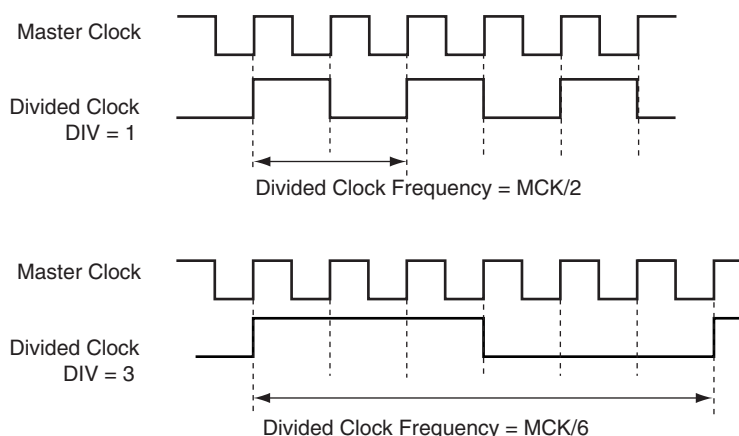 Master Clock
Divided Clock
DIV = 1
Divided Clock Frequency = MCK/2
Master Clock
Divided Clock
DIV = 3
Divided Clock Frequency = MCK/6